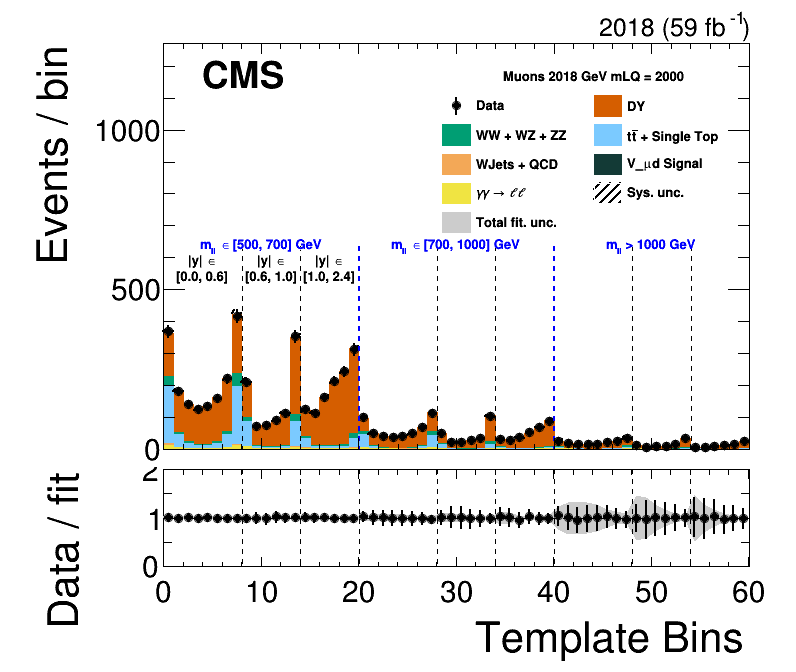 2018 (59 fb⁻¹)
CMS
Muons 2018 GeV mLQ = 2000
Data
DY
WW + WZ + ZZ
tt̄ + Single Top
WJets + QCD
V_μd Signal
γγ → ℓℓ
Sys. unc.
Total fit. unc.
m_ll ∈ [500, 700] GeV
m_ll ∈ [700, 1000] GeV
m_ll > 1000 GeV
|y| ∈
[0.0, 0.6]
|y| ∈
[0.6, 1.0]
|y| ∈
[1.0, 2.4]
Events / bin
1000
500
0
Data / fit
2
1
0
0 10 20 30 40 50 60
Template Bins